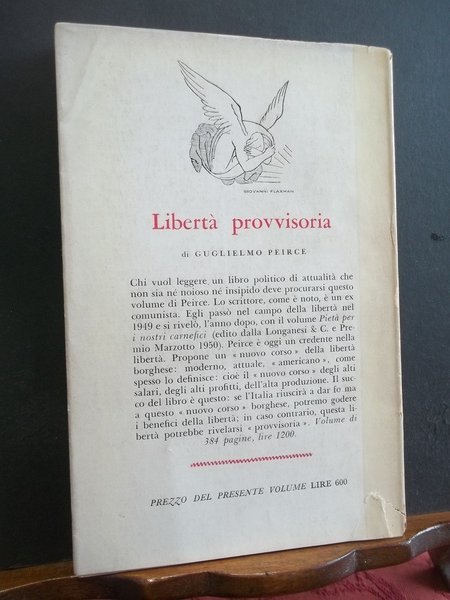 GIOVANNI FLAXMAN
Libertà provvisoria
di GUGLIELMO PEIRCE
Chi vuol leggere un libro politico di attualità che
non sia né noioso né insipido deve procurarsi questo
volume di Peirce. Lo scrittore, come è noto, è un ex
comunista. Egli passò nel campo della libertà nel
1949 e si rivelò, l'anno dopo, con il volume Pietà per
i nostri carnefici (edito dalla Longanesi & C. e Pre-
mio Marzotto 1950). Peirce è oggi un credente nella
libertà. Propone un « nuovo corso » della libertà
borghese: moderno, attuale, « americano », come
spesso lo definisce: cioè il « nuovo corso » degli alti
salari, degli alti profitti, dell'alta produzione. Il suc-
co del libro è questo: se l'Italia riuscirà a dar fo ma
a questo « nuovo corso » borghese, potremo godere
i benefici della libertà; in caso contrario, questa li-
bertà potrebbe rivelarsi « provvisoria ». Volume di
384 pagine, lire 1200.
PREZZO DEL PRESENTE VOLUME LIRE 600